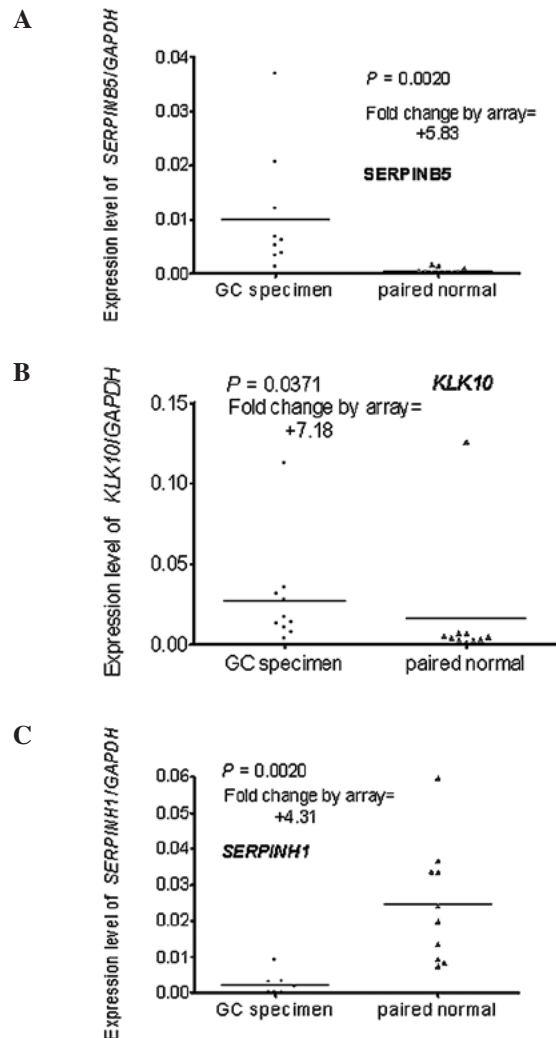 A
Expression level of SERPINB5/GAPDH
0.04
0.03
0.02
0.01
0.00
P = 0.0020
Fold change by array=
+5.83
SERPINB5
GC specimen
paired normal
B
Expression level of KLK10/GAPDH
0.15
0.10
0.05
0.00
P = 0.0371
KLK10
Fold change by array=
+7.18
GC specimen
paired normal
C
Expression level of SERPINH1/GAPDH
0.06
0.05
0.04
0.03
0.02
0.01
0.00
P = 0.0020
Fold change by array=
+4.31
SERPINH1
GC specimen
paired normal